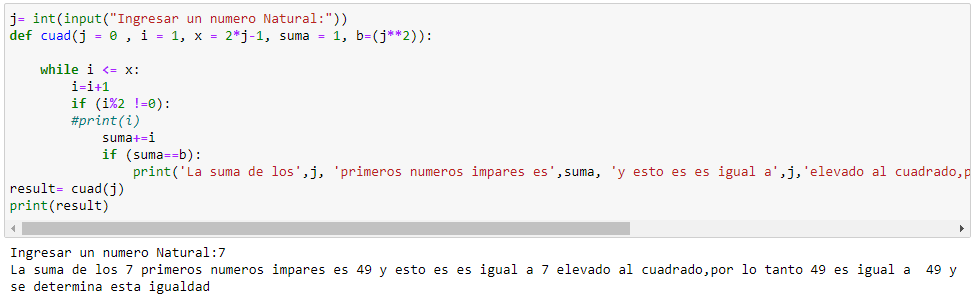 j= int(input("Ingresar un numero Natural:"))
def cuad(j = 0 , i = 1, x = 2*j-1, suma = 1, b=(j**2)):
    while i <= x:
        i=i+1
        if (i%2 !=0):
        #print(i)
            suma+=i
            if (suma==b):
                print('La suma de los',j, 'primeros numeros impares es',suma, 'y esto es es igual a',j,'elevado al cuadrado,p
result= cuad(j)
print(result)
Ingresar un numero Natural:7
La suma de los 7 primeros numeros impares es 49 y esto es es igual a 7 elevado al cuadrado,por lo tanto 49 es igual a  49 y
se determina esta igualdad